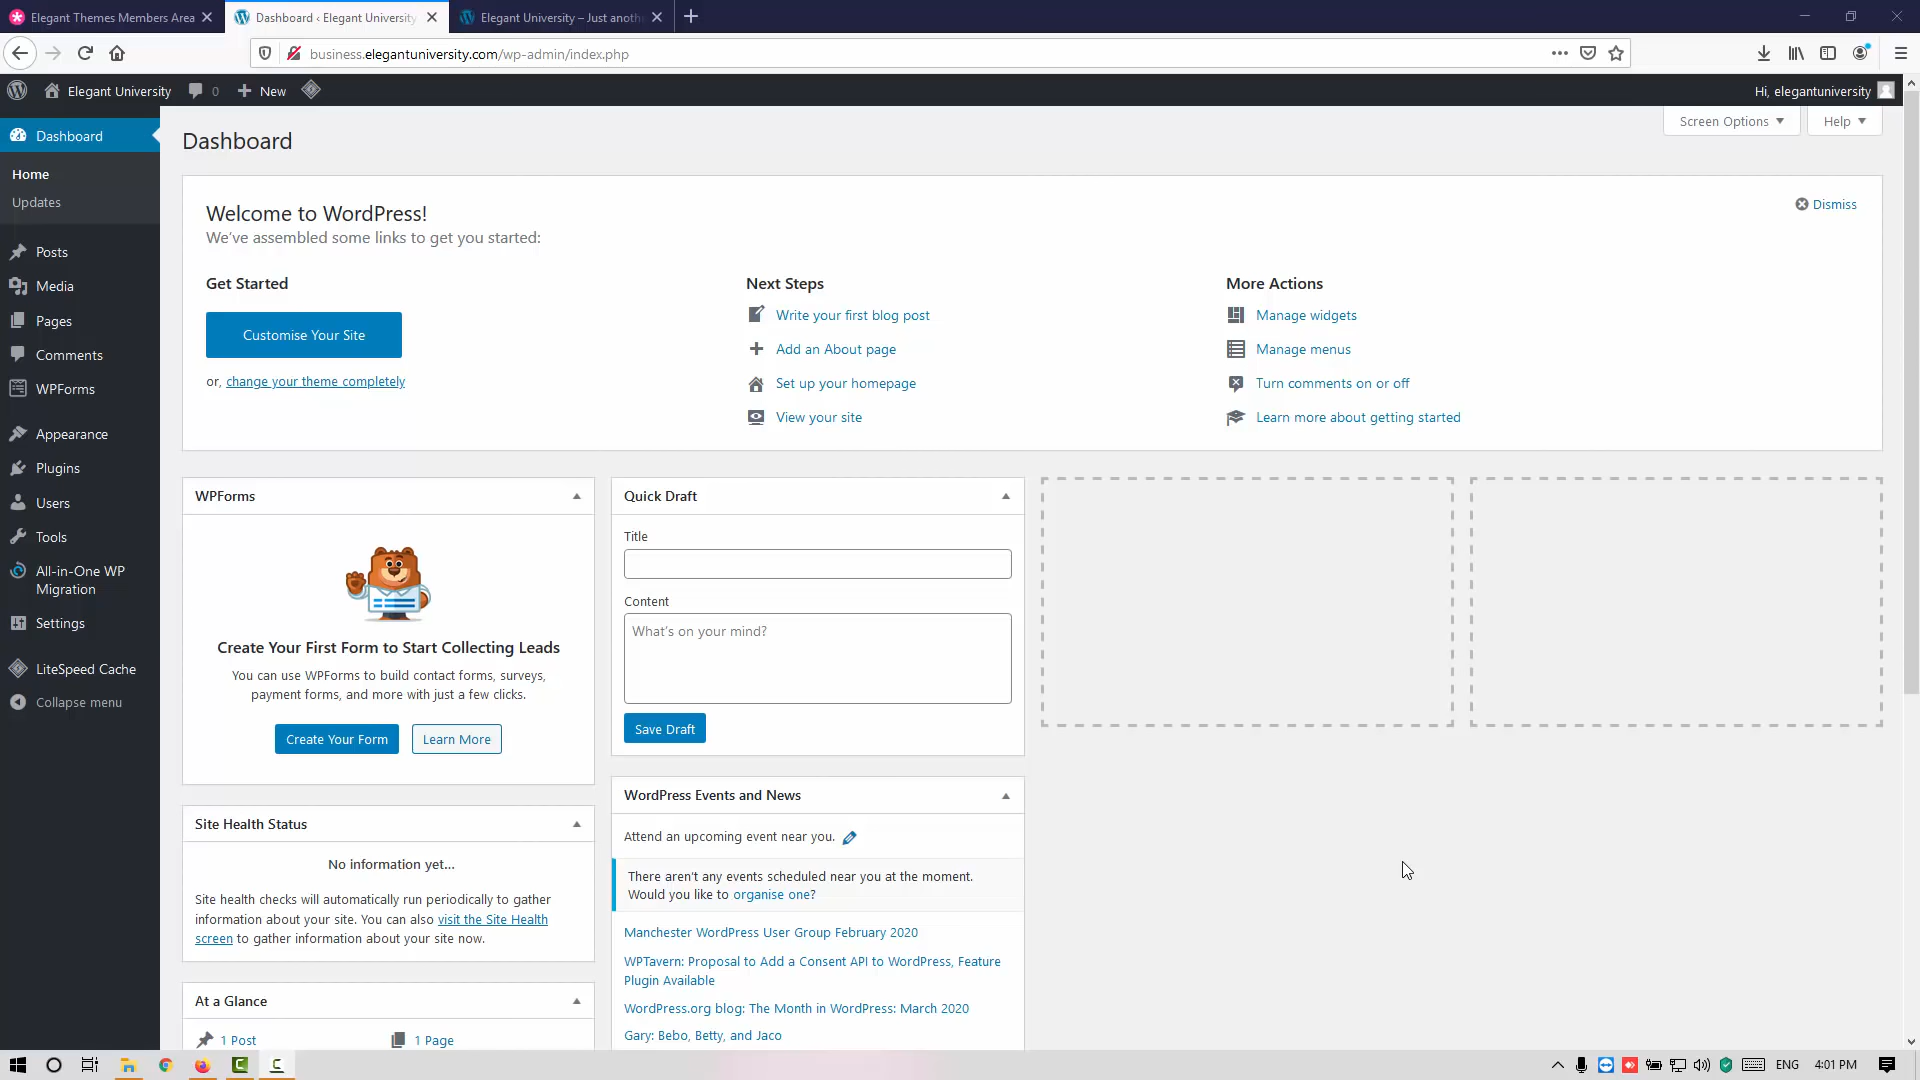 Elegant Themes Members Area
Dashboard ‹ Elegant University
Elegant University – Just anoth
business.elegantuniversity.com/wp-admin/index.php
Elegant University
0
New
Hi, elegantuniversity
Dashboard
Home
Updates
Posts
Media
Pages
Comments
WPForms
Appearance
Plugins
Users
Tools
All-in-One WP
Migration
Settings
LiteSpeed Cache
Collapse menu
Dashboard
Screen Options
Help
Welcome to WordPress!
We've assembled some links to get you started:
Dismiss
Get Started
Customise Your Site
or, change your theme completely
Next Steps
Write your first blog post
Add an About page
Set up your homepage
View your site
More Actions
Manage widgets
Manage menus
Turn comments on or off
Learn more about getting started
WPForms
Create Your First Form to Start Collecting Leads
You can use WPForms to build contact forms, surveys,
payment forms, and more with just a few clicks.
Create Your Form
Learn More
Site Health Status
No information yet...
Site health checks will automatically run periodically to gather
information about your site. You can also visit the Site Health
screen to gather information about your site now.
At a Glance
1 Post
1 Page
Quick Draft
Title
Content
What's on your mind?
Save Draft
WordPress Events and News
Attend an upcoming event near you.
There aren't any events scheduled near you at the moment.
Would you like to organise one?
Manchester WordPress User Group February 2020
WPTavern: Proposal to Add a Consent API to WordPress, Feature
Plugin Available
WordPress.org blog: The Month in WordPress: March 2020
Gary: Bebo, Betty, and Jaco
ENG
4:01 PM